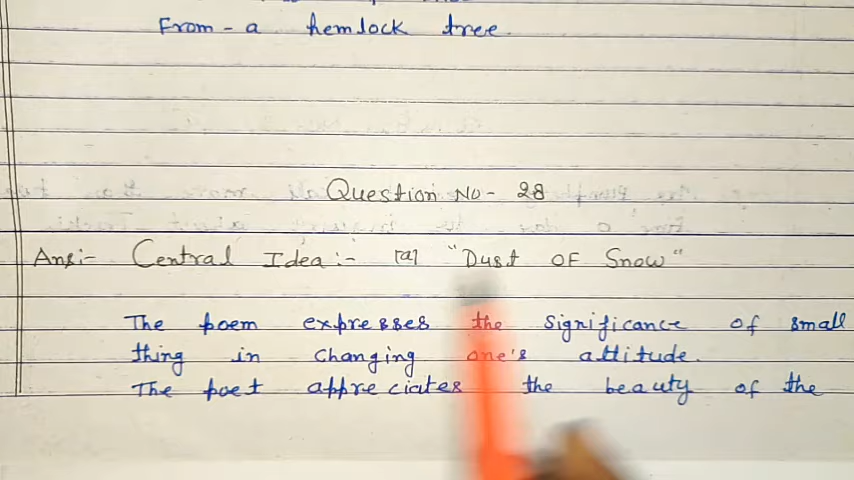 From - a hemlock tree.
Question No - 28
Ans:- Central Idea :- [a] "Dust OF Snow"
The poem expresses the significance of small
thing in changing one's attitude.
The poet appreciates the beauty of the